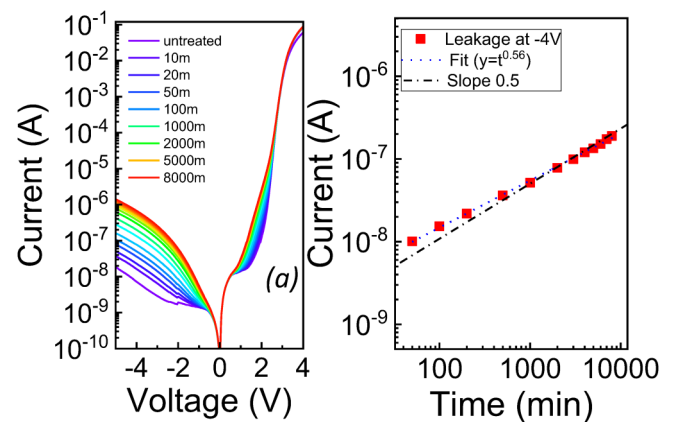 10⁻¹
10⁻²
10⁻³
10⁻⁴
10⁻⁵
10⁻⁶
10⁻⁷
10⁻⁸
10⁻⁹
10⁻¹⁰
Current (A)
untreated
10m
20m
50m
100m
1000m
2000m
5000m
8000m
(a)
-4 -2 0 2 4
Voltage (V)
10⁻⁶
10⁻⁷
10⁻⁸
10⁻⁹
Current (A)
Leakage at -4V
Fit (y=t⁰·⁵⁶)
Slope 0.5
100 1000 10000
Time (min)